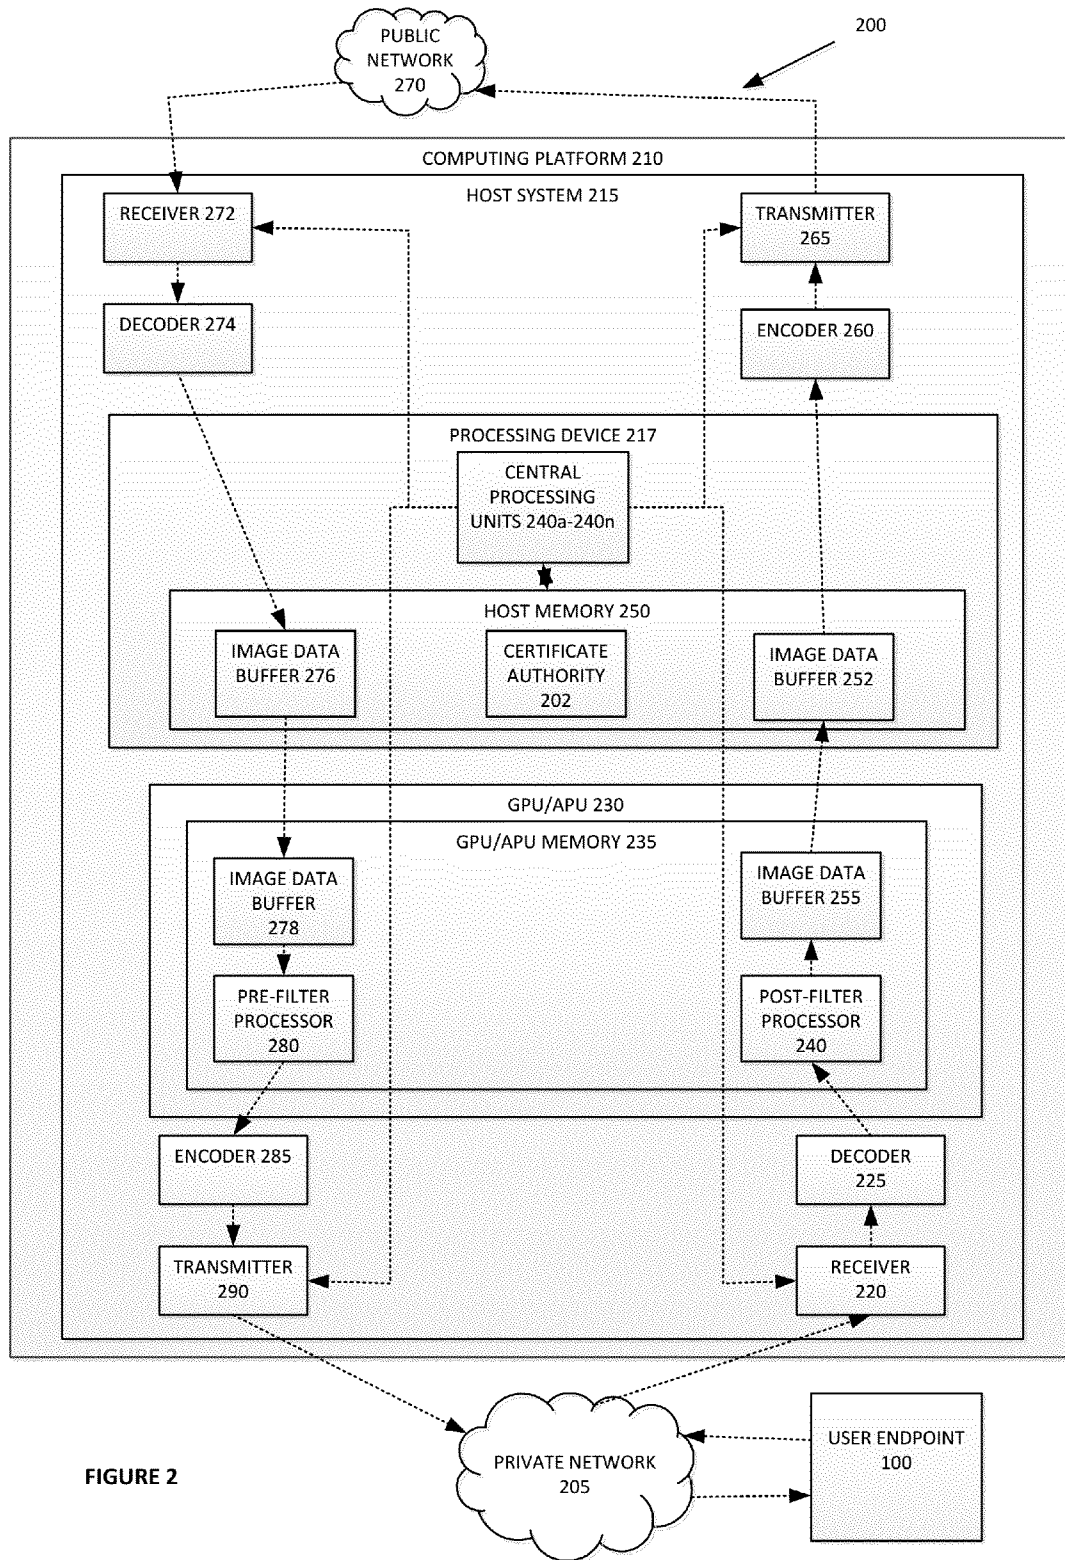 PUBLIC
NETWORK
270
200
COMPUTING PLATFORM 210
HOST SYSTEM 215
RECEIVER 272
TRANSMITTER
265
DECODER 274
ENCODER 260
PROCESSING DEVICE 217
CENTRAL
PROCESSING
UNITS 240a-240n
HOST MEMORY 250
IMAGE DATA
BUFFER 276
CERTIFICATE
AUTHORITY
202
IMAGE DATA
BUFFER 252
GPU/APU 230
GPU/APU MEMORY 235
IMAGE DATA
BUFFER
278
IMAGE DATA
BUFFER 255
PRE-FILTER
PROCESSOR
280
POST-FILTER
PROCESSOR
240
ENCODER 285
DECODER
225
TRANSMITTER
290
RECEIVER
220
PRIVATE NETWORK
205
USER ENDPOINT
100
FIGURE 2